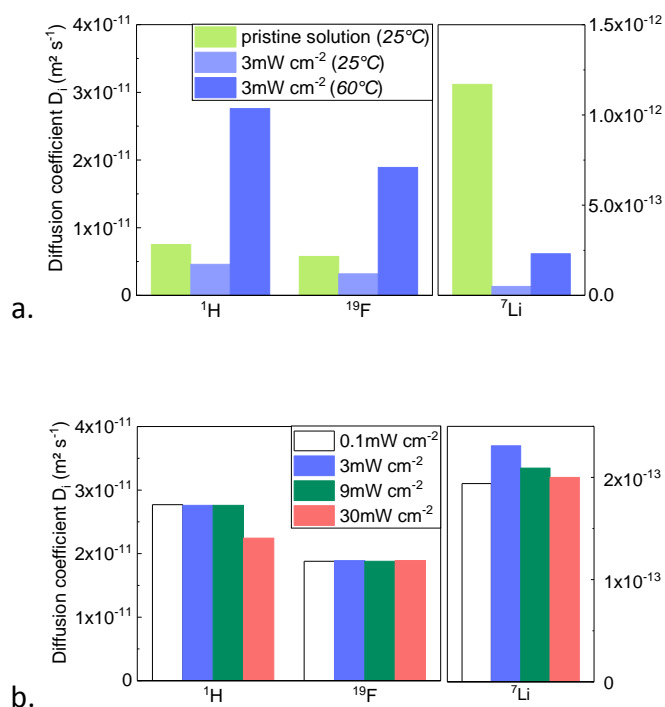 4x10⁻¹¹
3x10⁻¹¹
2x10⁻¹¹
1x10⁻¹¹
0
Diffusion coefficient Dᵢ (m² s⁻¹)
pristine solution (25°C)
3mW cm⁻² (25°C)
3mW cm⁻² (60°C)
1.5x10⁻¹²
1.0x10⁻¹²
5.0x10⁻¹³
0.0
¹H
¹⁹F
⁷Li
a.
4x10⁻¹¹
3x10⁻¹¹
2x10⁻¹¹
1x10⁻¹¹
0
Diffusion coefficient Dᵢ (m² s⁻¹)
0.1mW cm⁻²
3mW cm⁻²
9mW cm⁻²
30mW cm⁻²
2x10⁻¹³
1x10⁻¹³
0
¹H
¹⁹F
⁷Li
b.